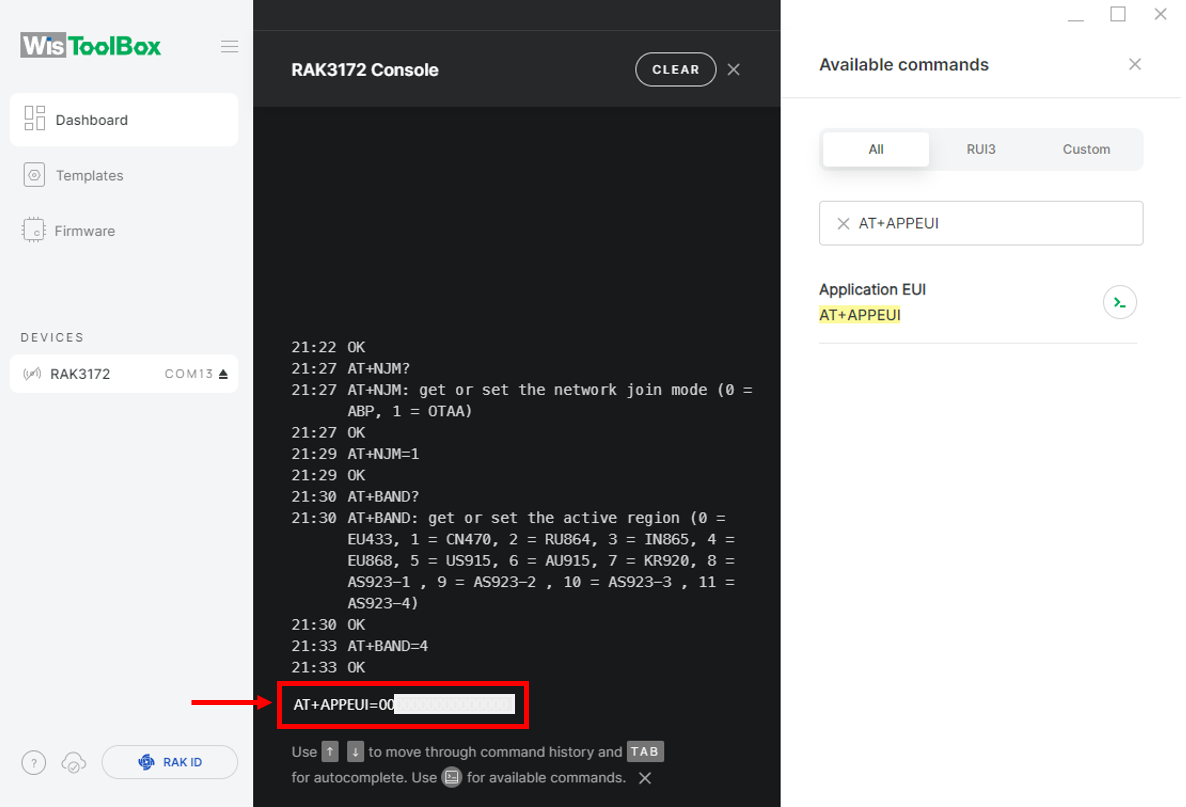 WisToolBox
Dashboard
Templates
Firmware
DEVICES
RAK3172 COM13
?
RAK ID
RAK3172 Console
CLEAR
21:22 OK
21:27 AT+NJM?
21:27 AT+NJM: get or set the network join mode (0 =
ABP, 1 = OTAA)
21:27 OK
21:29 AT+NJM=1
21:29 OK
21:30 AT+BAND?
21:30 AT+BAND: get or set the active region (0 =
EU433, 1 = CN470, 2 = RU864, 3 = IN865, 4 =
EU868, 5 = US915, 6 = AU915, 7 = KR920, 8 =
AS923-1 , 9 = AS923-2 , 10 = AS923-3 , 11 =
AS923-4)
21:30 OK
21:33 AT+BAND=4
21:33 OK
AT+APPEUI=00
Use ↑ ↓ to move through command history and TAB
for autocomplete. Use for available commands.
Available commands
All RUI3 Custom
AT+APPEUI
Application EUI
AT+APPEUI